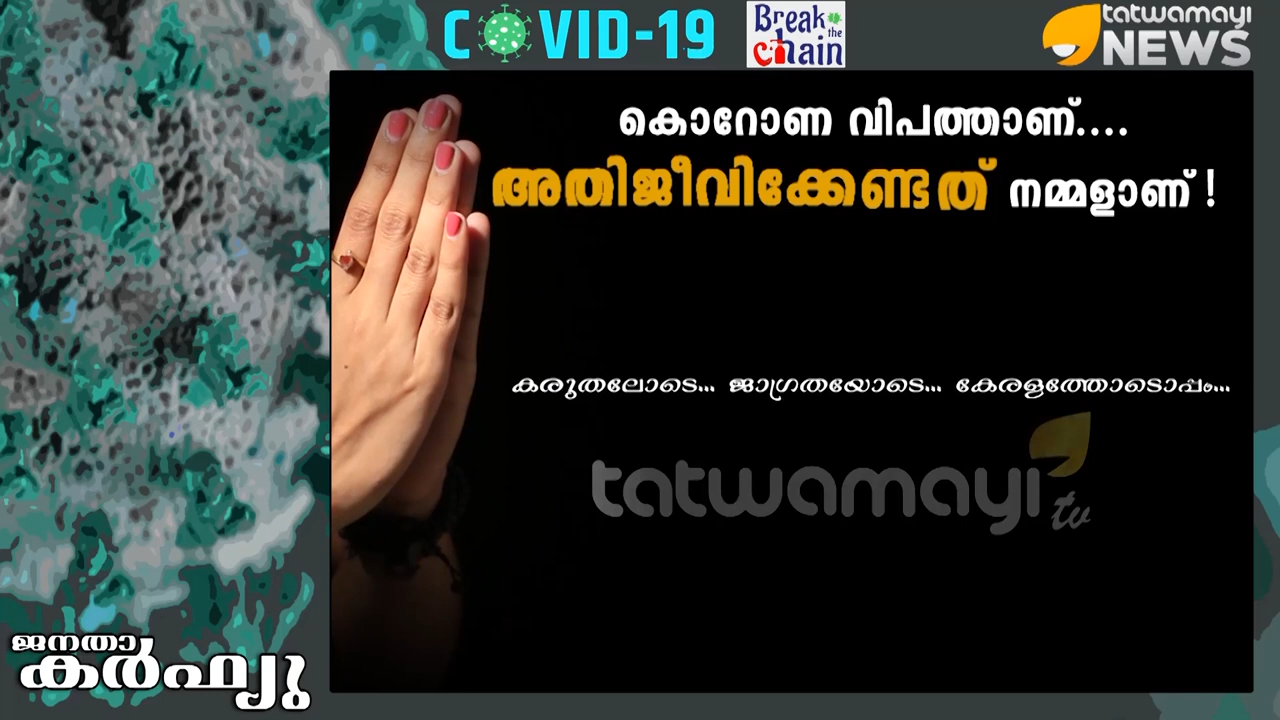 COVID-19
Break the chain
tatwamayi
NEWS
കൊറോണ വിപത്താണ്....
അതിജീവിക്കേണ്ടത് നമ്മളാണ് !
കരുതലോടെ... ജാഗ്രതയോടെ... കേരളത്തോടൊപ്പം...
tatwamayi
tv
ജനതാ
കർഫ്യു